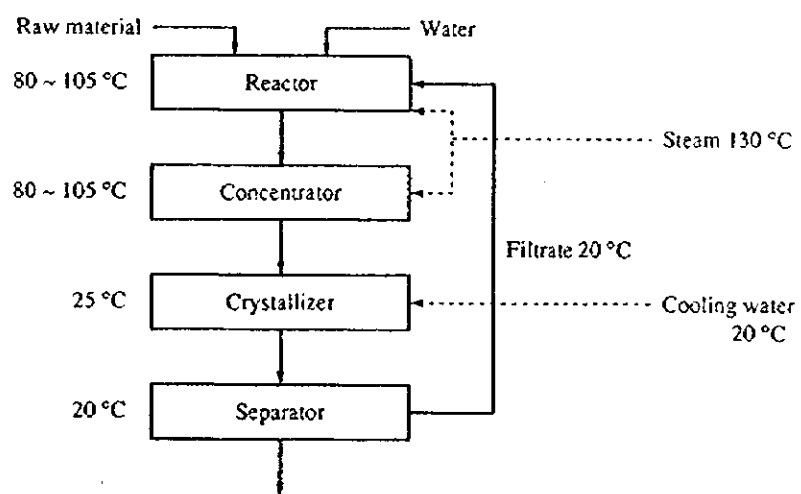 Raw material
Water
80 ~ 105 °C
Reactor
Steam 130 °C
80 ~ 105 °C
Concentrator
Filtrate 20 °C
25 °C
Crystallizer
Cooling water
20 °C
20 °C
Separator